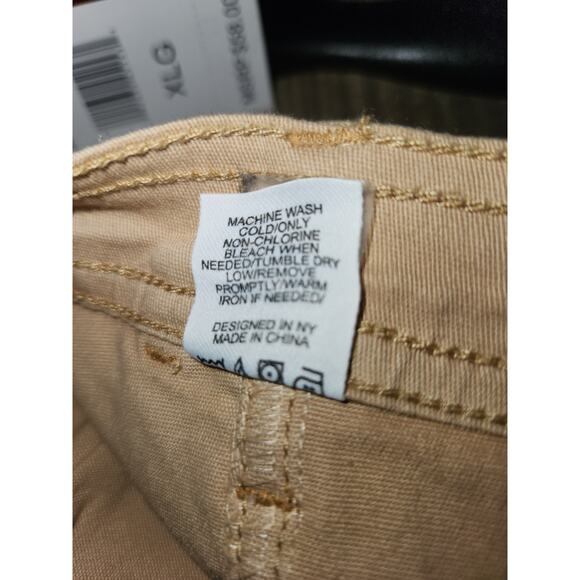 XLG
MACHINE WASH
COLD/ONLY
NON-CHLORINE
BLEACH WHEN
NEEDED/TUMBLE DRY
LOW/REMOVE
PROMPTLY/WARM
IRON IF NEEDED/
DESIGNED IN NY
MADE IN CHINA